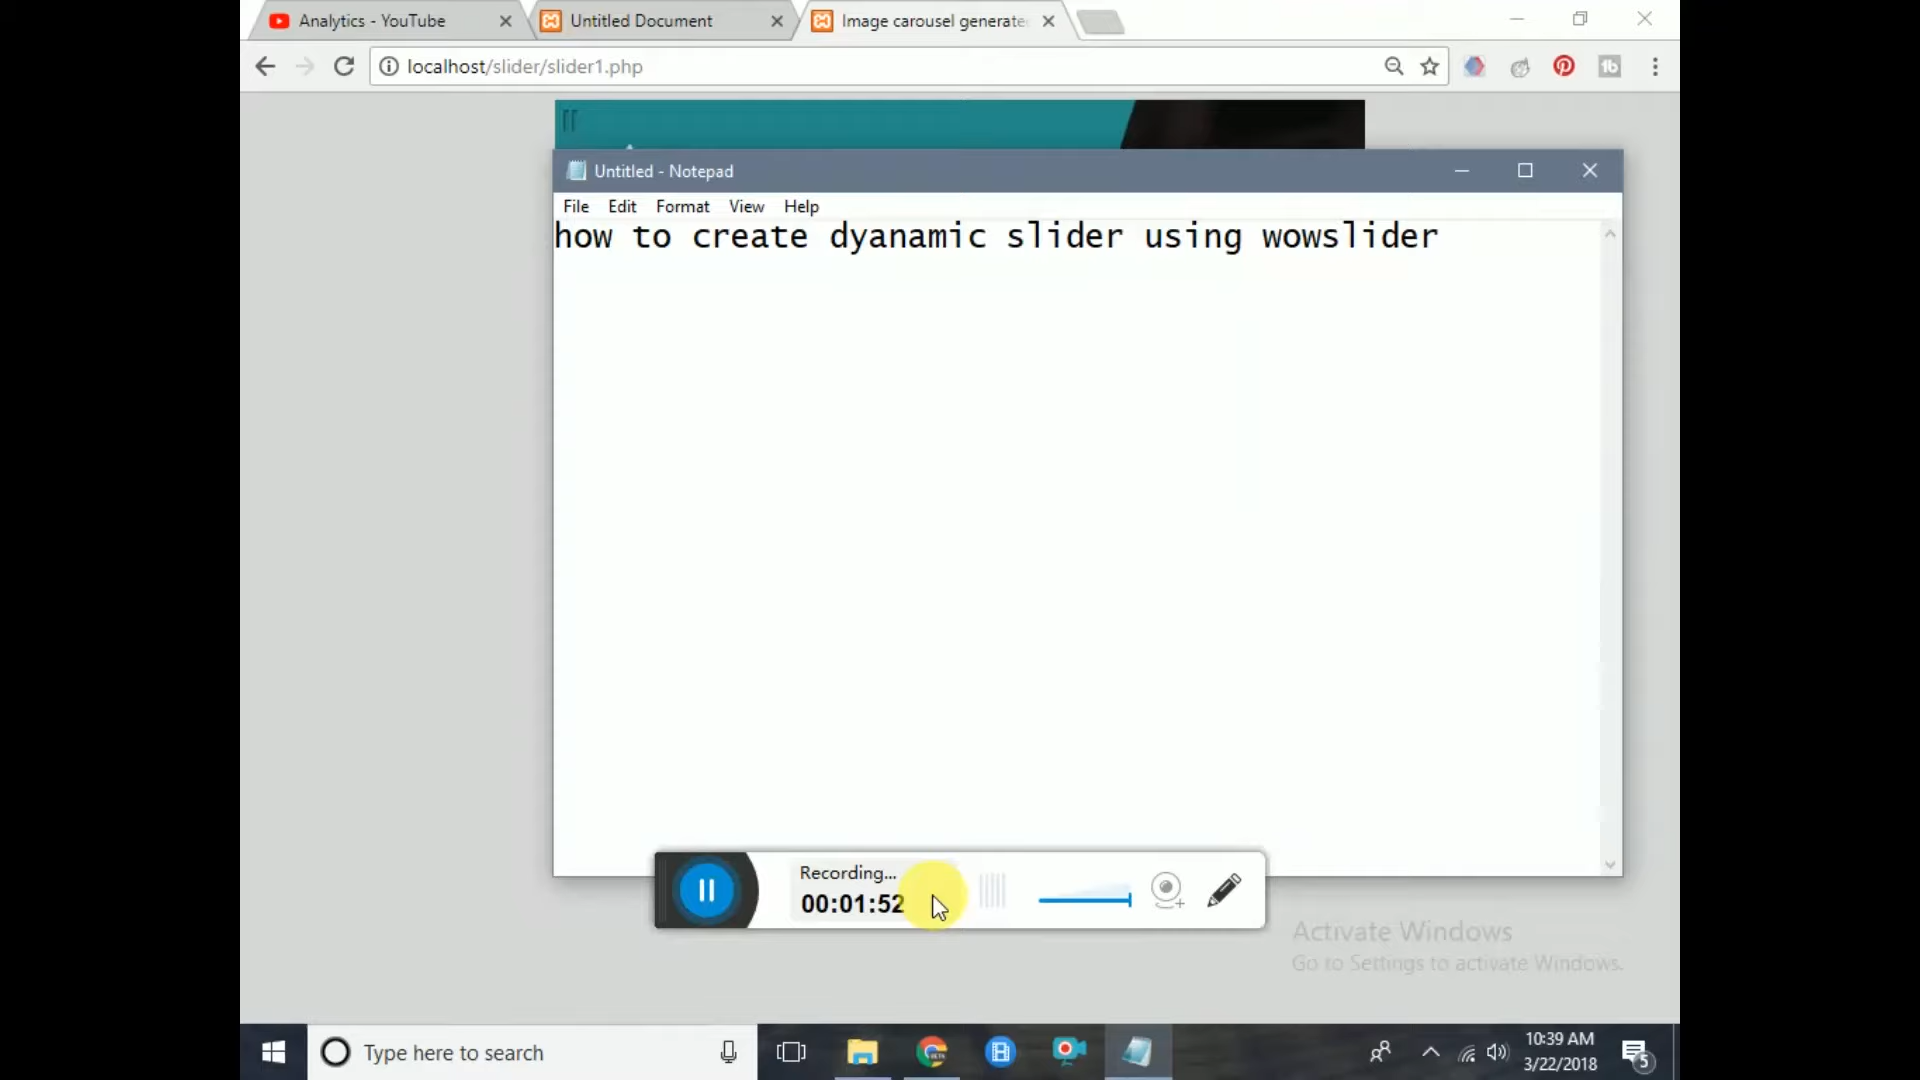 Analytics - YouTube
Untitled Document
Image carousel generate
localhost/slider/slider1.php
Untitled - Notepad
File Edit Format View Help
how to create dyanamic slider using wowslider
Recording...
00:01:52
Activate Windows
Go to Settings to activate Windows.
Type here to search
10:39 AM
3/22/2018
5